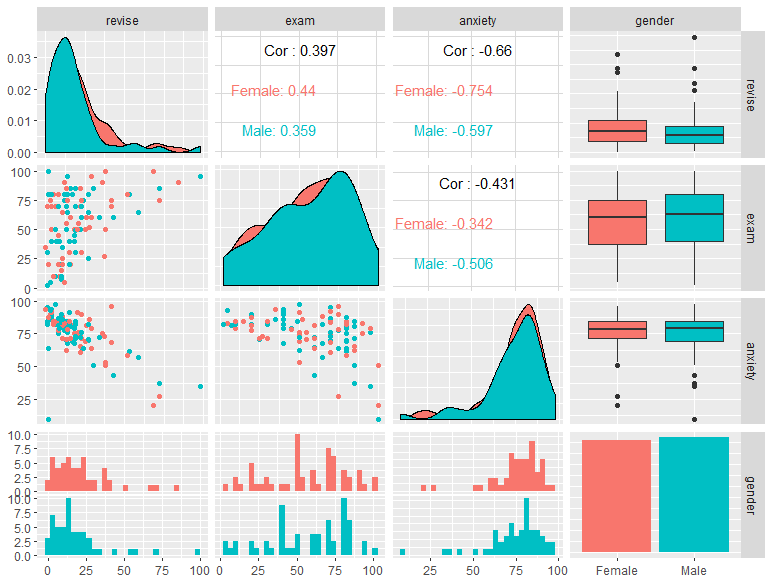 revise exam anxiety gender
0.03
0.02
0.01
0.00
Cor : 0.397
Female: 0.44
Male: 0.359
Cor : -0.66
Female: -0.754
Male: -0.597
revise
100
75
50
25
0
Cor : -0.431
Female: -0.342
Male: -0.506
exam
100
75
50
25
anxiety
10.0
7.5
5.0
2.5
0.0
10.0
7.5
5.0
2.5
0.0
gender
0 25 50 75 100 0 25 50 75 100 25 50 75 100 Female Male